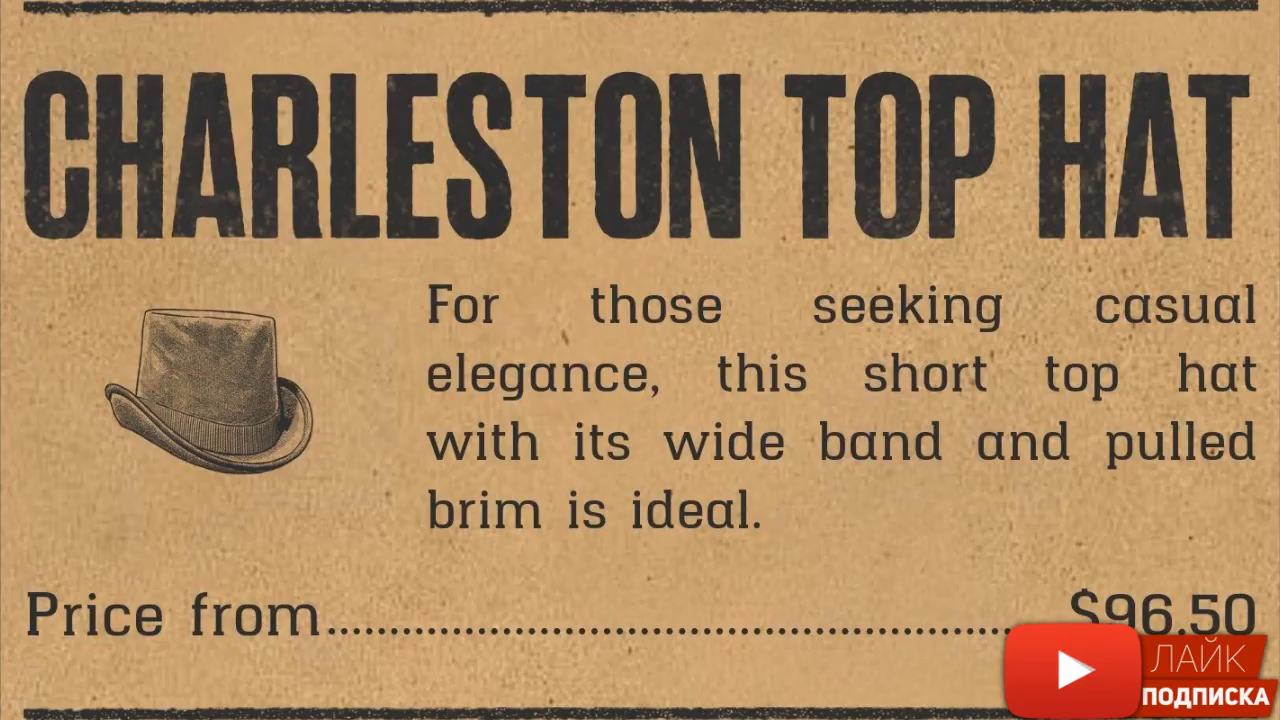 CHARLESTON TOP HAT
For those seeking casual
elegance, this short top hat
with its wide band and pulled
brim is ideal.
Price from......................................................... $96.50
ЛАЙК
ПОДПИСКА